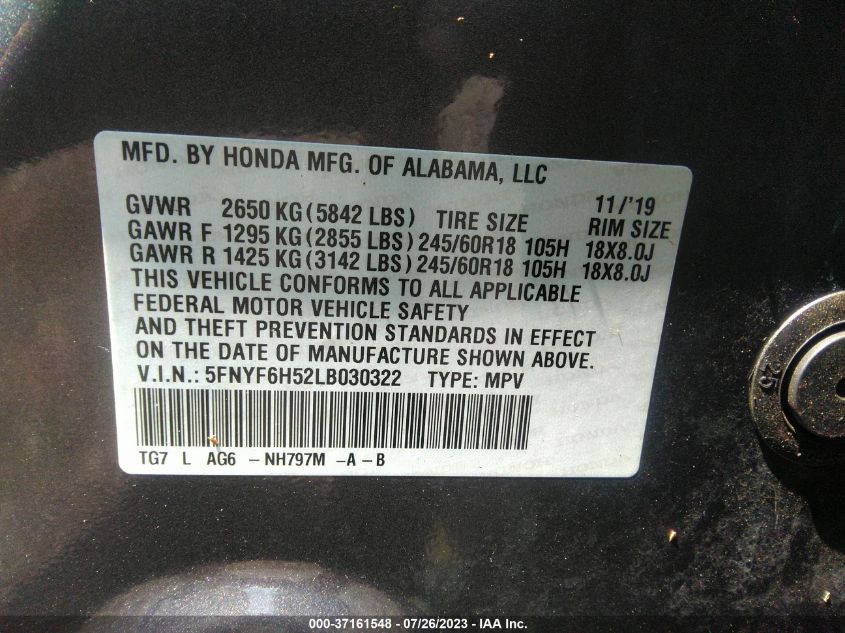 MFD. BY HONDA MFG. OF ALABAMA, LLC
11/'19
GVWR 2650 KG (5842 LBS) TIRE SIZE RIM SIZE
GAWR F 1295 KG (2855 LBS) 245/60R18 105H 18X8.0J
GAWR R 1425 KG (3142 LBS) 245/60R18 105H 18X8.0J
THIS VEHICLE CONFORMS TO ALL APPLICABLE
FEDERAL MOTOR VEHICLE SAFETY
AND THEFT PREVENTION STANDARDS IN EFFECT
ON THE DATE OF MANUFACTURE SHOWN ABOVE.
V.I.N.: 5FNYF6H52LB030322 TYPE: MPV
TG7 L AG6 -NH797M -A-B
25
000-37161548 - 07/26/2023 - IAA Inc.